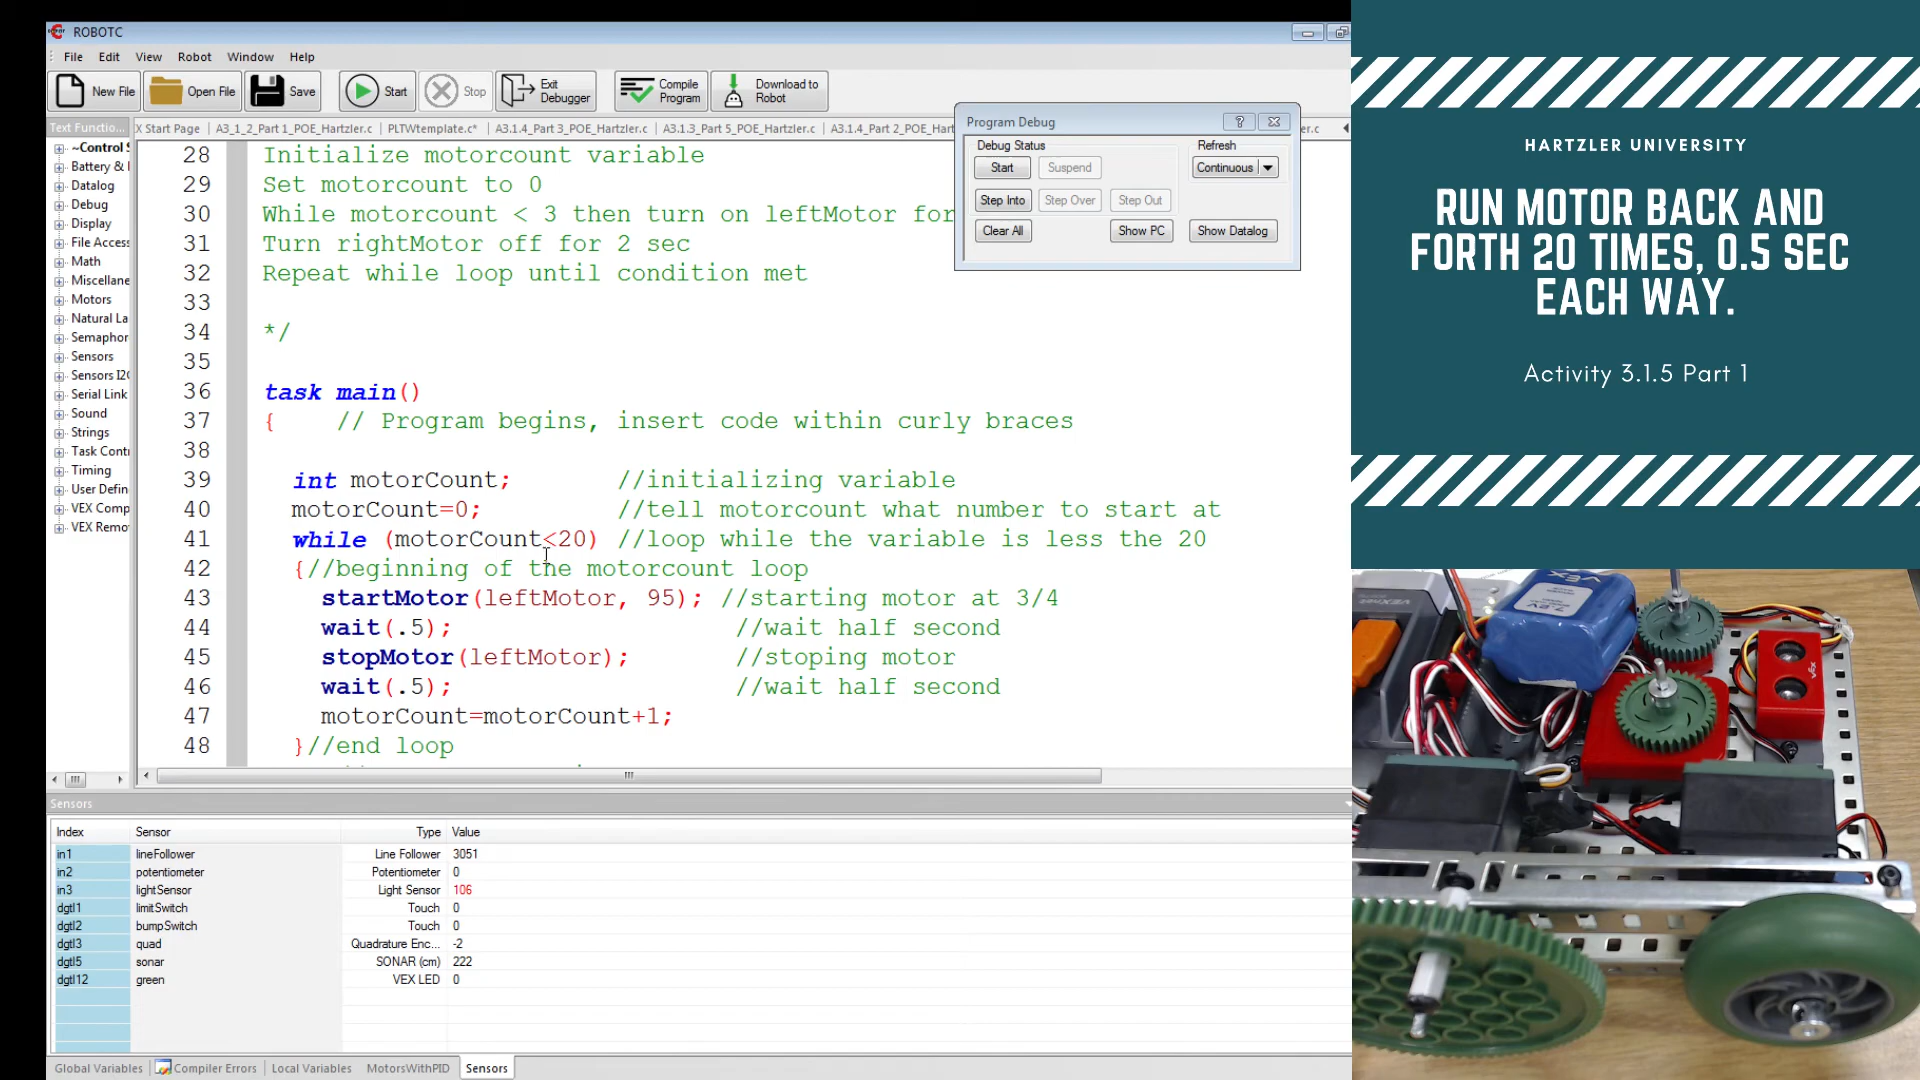 ROBOTC
File Edit View Robot Window Help
New File Open File Save Start Stop Exit Debugger Compile Program Download to Robot
Text Functio...
X Start Page A3_1_2_Part 1_POE_Hartzler.c PLTWtemplate.c* A3.1.4_Part 3_POE_Hartzler.c A3.1.3_Part 5_POE_Hartzler.c A3.1.4_Part 2_POE_Hart er.c
~Control S
Battery & I
Datalog
Debug
Display
File Access
Math
Miscellane
Motors
Natural La
Semaphor
Sensors
Sensors I2C
Serial Link
Sound
Strings
Task Cont
Timing
User Defin
VEX Comp
VEX Remo
28 Initialize motorcount variable
29 Set motorcount to 0
30 While motorcount < 3 then turn on leftMotor for
31 Turn rightMotor off for 2 sec
32 Repeat while loop until condition met
33
34 */
35
36 task main()
37 { // Program begins, insert code within curly braces
38
39 int motorCount; //initializing variable
40 motorCount=0; //tell motorcount what number to start at
41 while (motorCount<20) //loop while the variable is less the 20
42 {//beginning of the motorcount loop
43 startMotor(leftMotor, 95); //starting motor at 3/4
44 wait(.5); //wait half second
45 stopMotor(leftMotor); //stoping motor
46 wait(.5); //wait half second
47 motorCount=motorCount+1;
48 }//end loop
Program Debug
Debug Status Refresh
Start Suspend Continuous
Step Into Step Over Step Out
Clear All Show PC Show Datalog
Sensors
Index Sensor Type Value
in1 lineFollower Line Follower 3051
in2 potentiometer Potentiometer 0
in3 lightSensor Light Sensor 106
dgtl1 limitSwitch Touch 0
dgtl2 bumpSwitch Touch 0
dgtl3 quad Quadrature Enc... -2
dgtl5 sonar SONAR (cm) 222
dgtl12 green VEX LED 0
Global Variables Compiler Errors Local Variables MotorsWithPID Sensors
HARTZLER UNIVERSITY
RUN MOTOR BACK AND
FORTH 20 TIMES, 0.5 SEC
EACH WAY.
Activity 3.1.5 Part 1
VEX
7.2V